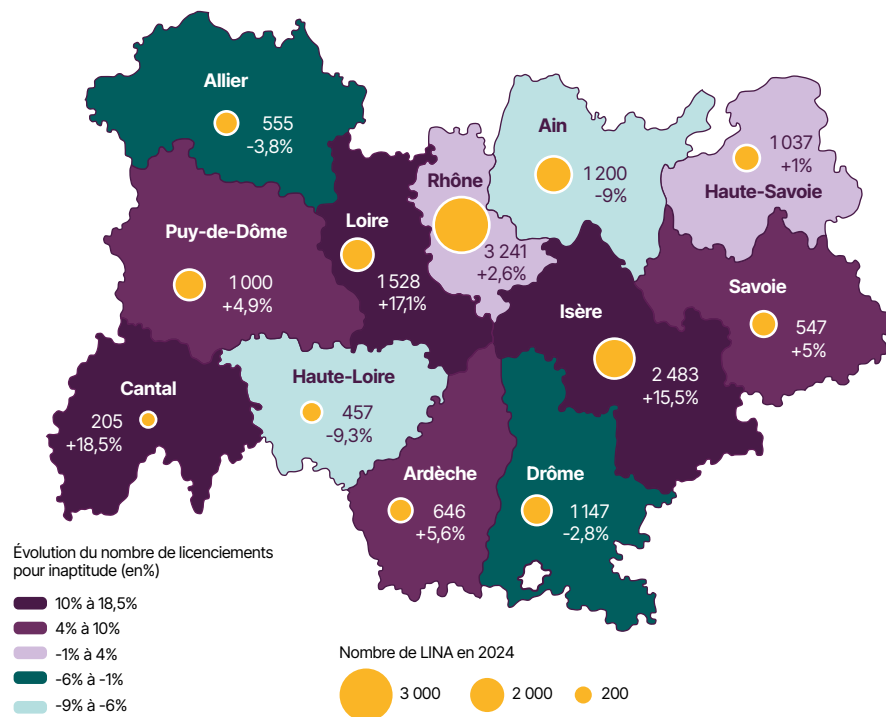 Allier
555
-3,8%
Ain
1 200
-9%
1 037
+1%
Haute-Savoie
Rhône
3 241
+2,6%
Puy-de-Dôme
1 000
+4,9%
Loire
1 528
+17,1%
Isère
2 483
+15,5%
Savoie
547
+5%
Cantal
205
+18,5%
Haute-Loire
457
-9,3%
Ardèche
646
+5,6%
Drôme
1 147
-2,8%
Évolution du nombre de licenciements
pour inaptitude (en%)
10% à 18,5%
4% à 10%
-1% à 4%
-6% à -1%
-9% à -6%
Nombre de LINA en 2024
3 000
2 000
200